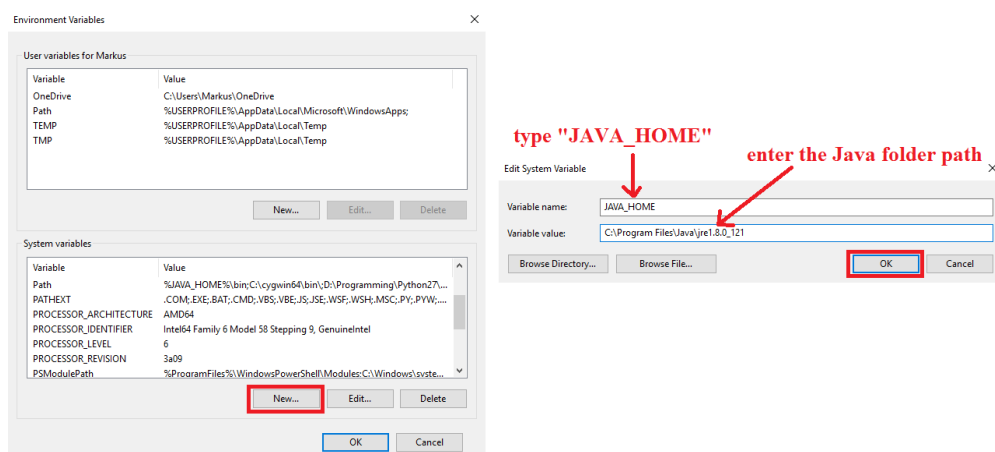 Environment Variables
User variables for Markus
Variable Value
OneDrive C:\Users\Markus\OneDrive
Path %USERPROFILE%\AppData\Local\Microsoft\WindowsApps;
TEMP %USERPROFILE%\AppData\Local\Temp
TMP %USERPROFILE%\AppData\Local\Temp
New... Edit... Delete
System variables
Variable Value
Path %JAVA_HOME%\bin;C:\cygwin64\bin\;D:\Programming\Python27\...
PATHEXT .COM;.EXE;.BAT;.CMD;.VBS;.VBE;.JS;.JSE;.WSF;.WSH;.MSC;.PY;.PYW;....
PROCESSOR_ARCHITECTURE AMD64
PROCESSOR_IDENTIFIER Intel64 Family 6 Model 58 Stepping 9, GenuineIntel
PROCESSOR_LEVEL 6
PROCESSOR_REVISION 3a09
PSModulePath %ProgramFiles%\WindowsPowerShell\Modules;C:\Windows\syste...
New... Edit... Delete
OK Cancel
type "JAVA_HOME"
enter the Java folder path
Edit System Variable
Variable name: JAVA_HOME
Variable value: C:\Program Files\Java\jre1.8.0_121
Browse Directory... Browse File... OK Cancel